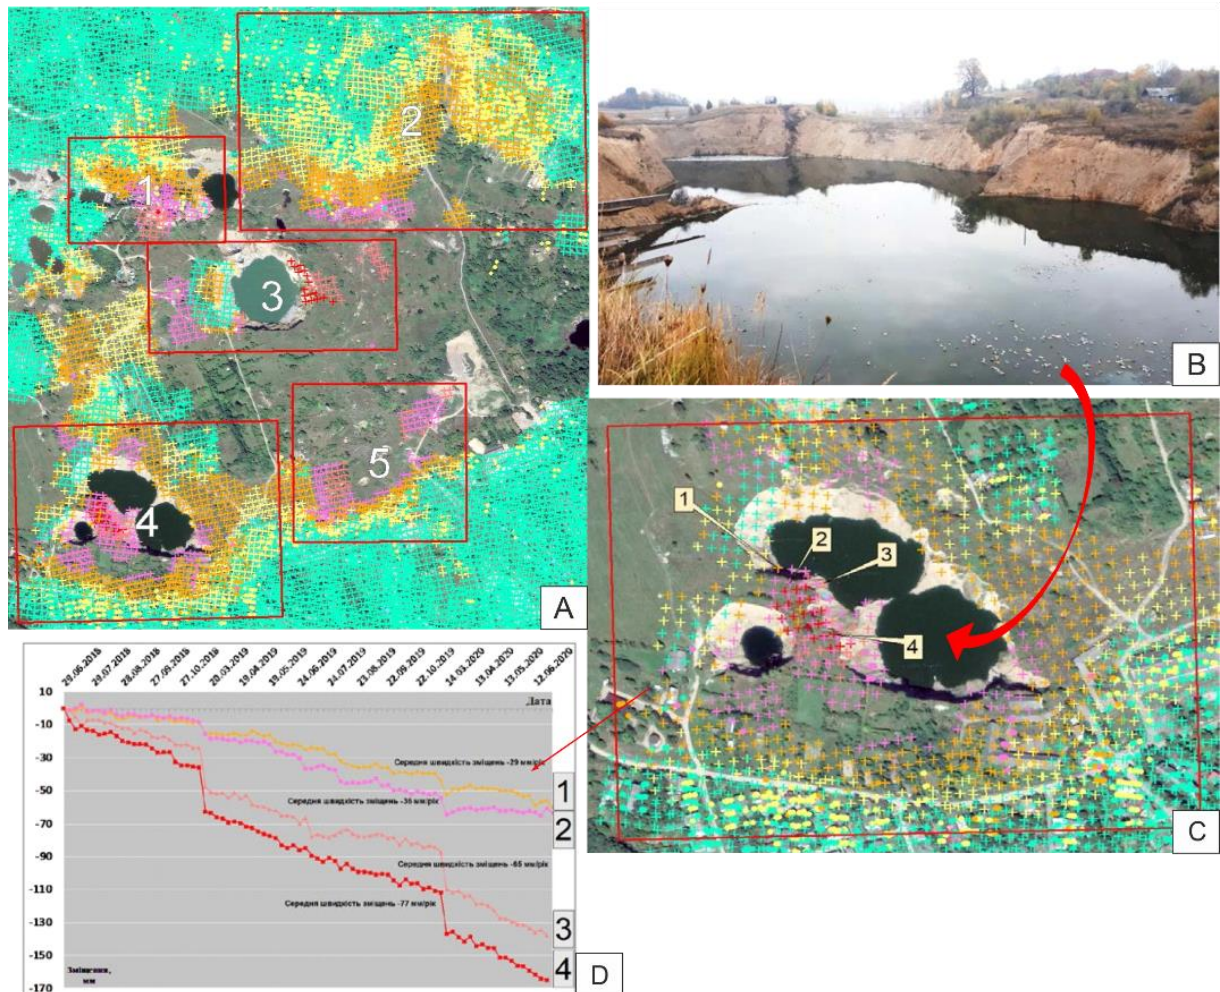 1
2
3
4
5
A
B
1
2
3
4
C
29.06.2018 29.07.2018 28.08.2018 27.09.2018 27.10.2018 20.03.2019 19.04.2019 19.05.2019 24.06.2019 24.07.2019 23.08.2019 22.09.2019 22.10.2019 14.01.2020 13.04.2020 13.05.2020 12.06.2020
Дата
10
-10
-30
-50
-70
-90
-110
-130
-150
-170
Середня швидкість зміщень -29 мм/рік
Середня швидкість зміщень -35 мм/рік
Середня швидкість зміщень -65 мм/рік
Середня швидкість зміщень -77 мм/рік
1
2
3
4
Зміщення,
мм
D